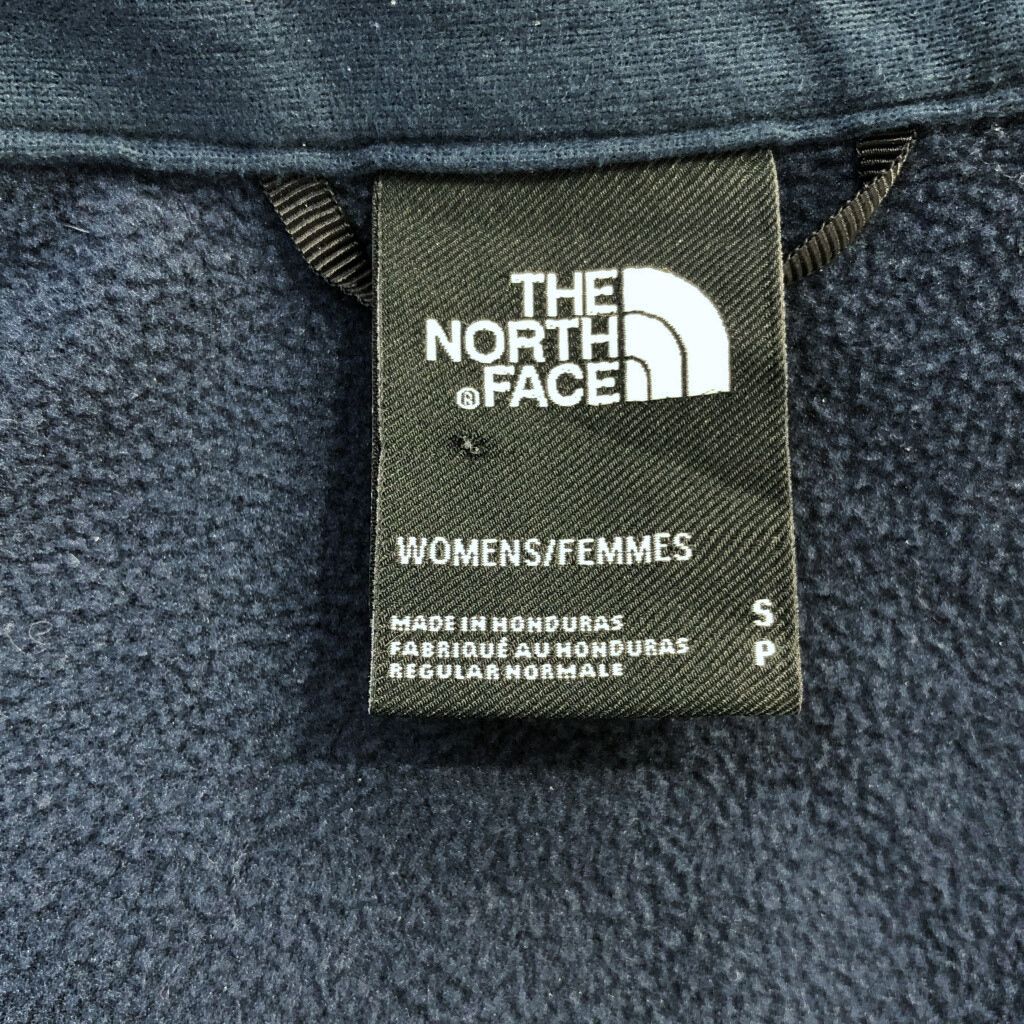 THE
NORTH
®FACE
WOMENS/FEMMES
MADE IN HONDURAS
FABRIQUÉ AU HONDURAS
REGULAR NORMALE
S
P